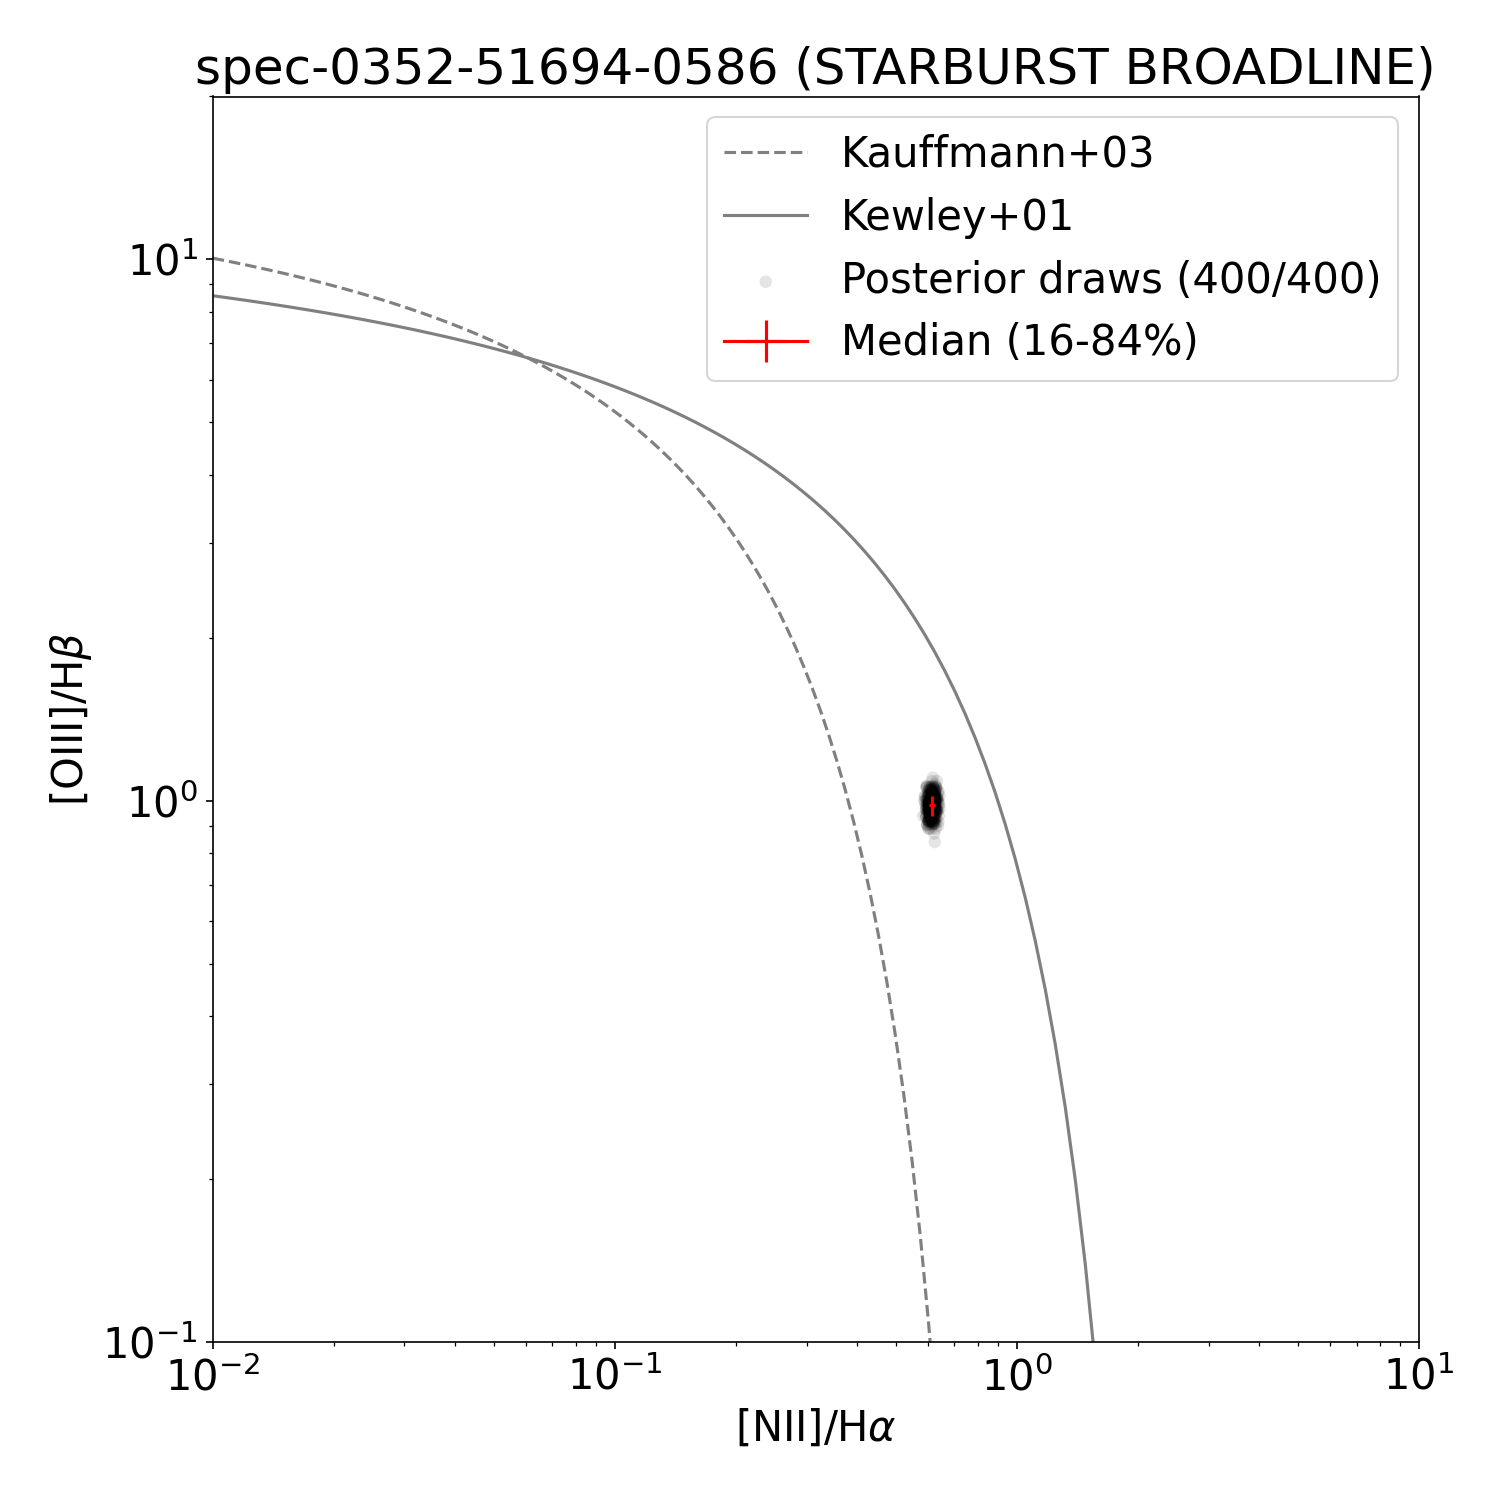 spec-0352-51694-0586 (STARBURST BROADLINE)
Kauffmann+03
Kewley+01
Posterior draws (400/400)
Median (16-84%)
10¹
10⁰
10⁻¹
[OIII]/Hβ
10⁻² 10⁻¹ 10⁰ 10¹
[NII]/Hα